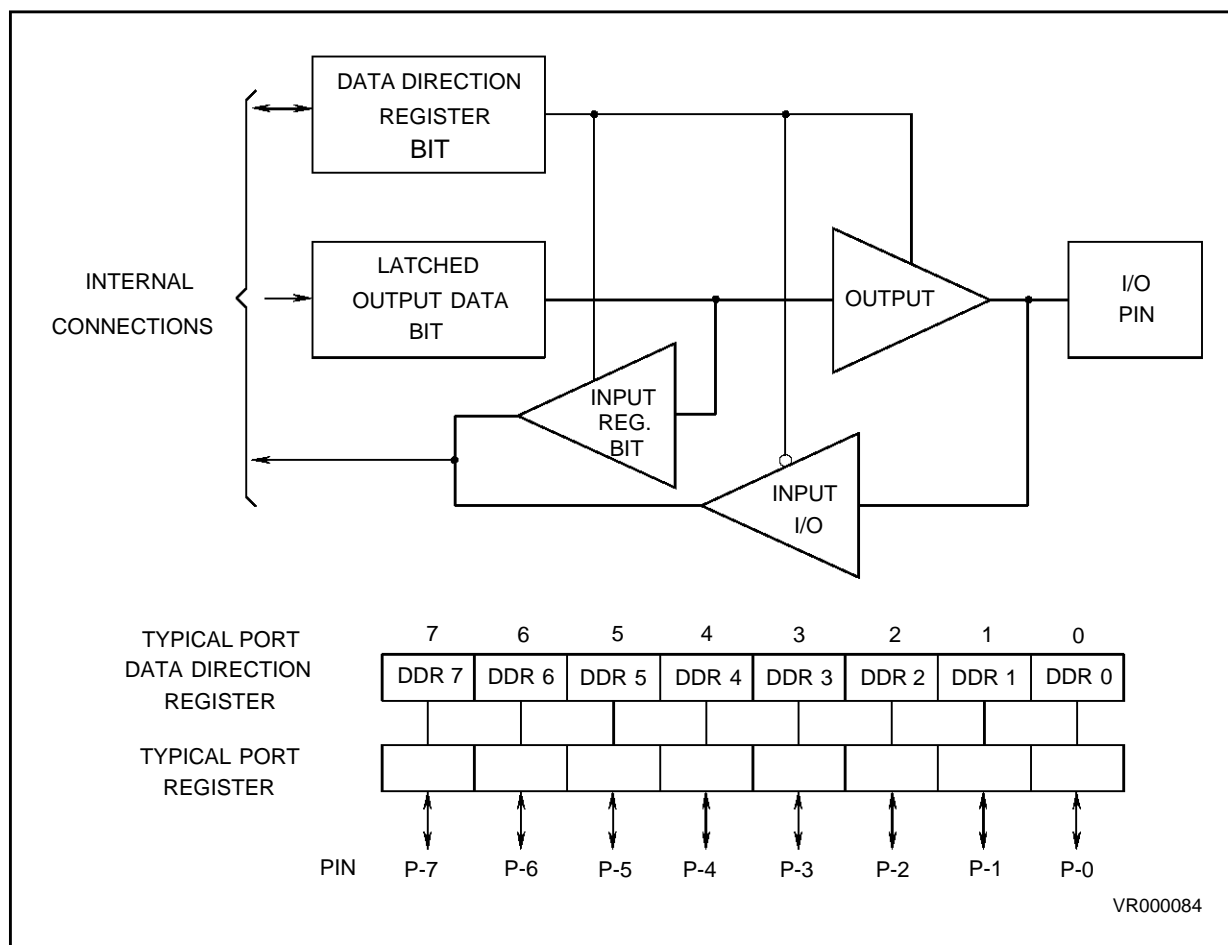 DATA DIRECTION
REGISTER
BIT
LATCHED
OUTPUT DATA
BIT
INTERNAL
CONNECTIONS
OUTPUT
I/O
PIN
INPUT
REG.
BIT
INPUT
I/O
TYPICAL PORT
DATA DIRECTION
REGISTER
7 6 5 4 3 2 1 0
DDR 7 DDR 6 DDR 5 DDR 4 DDR 3 DDR 2 DDR 1 DDR 0
TYPICAL PORT
REGISTER
PIN P-7 P-6 P-5 P-4 P-3 P-2 P-1 P-0
VR000084